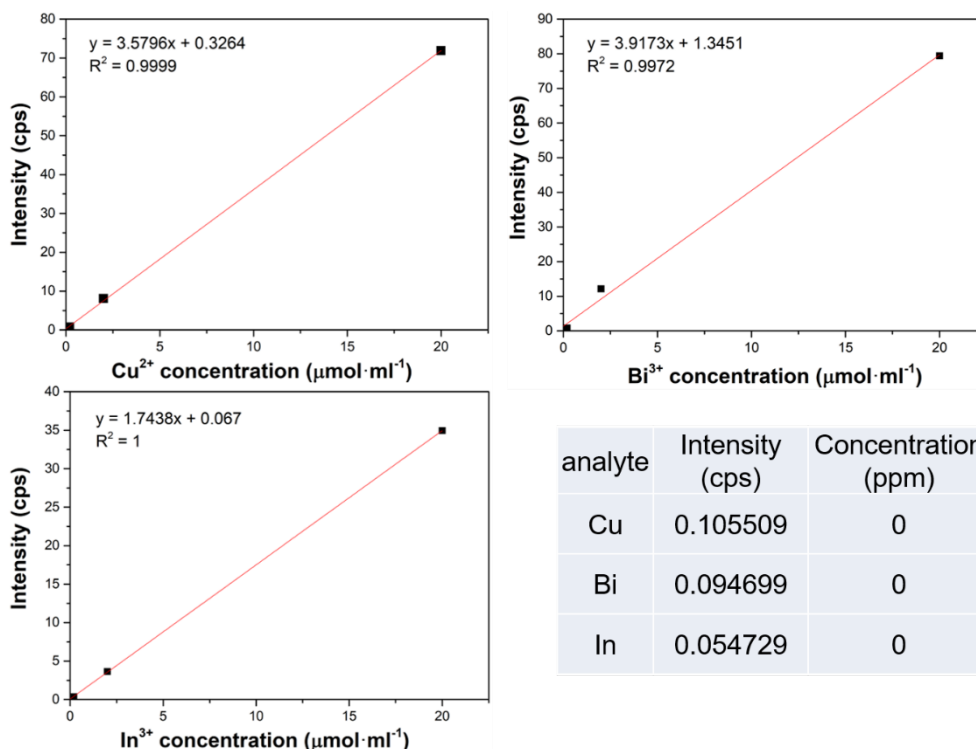 80
70
60
50
40
30
20
10
0
Intensity (cps)
y = 3.5796x + 0.3264
R² = 0.9999
0 5 10 15 20
Cu²⁺ concentration (μmol·ml⁻¹)
90
80
70
60
50
40
30
20
10
0
Intensity (cps)
y = 3.9173x + 1.3451
R² = 0.9972
0 5 10 15 20
Bi³⁺ concentration (μmol·ml⁻¹)
40
35
30
25
20
15
10
5
0
Intensity (cps)
y = 1.7438x + 0.067
R² = 1
0 5 10 15 20
In³⁺ concentration (μmol·ml⁻¹)
analyte Intensity (cps) Concentration (ppm)
Cu 0.105509 0
Bi 0.094699 0
In 0.054729 0